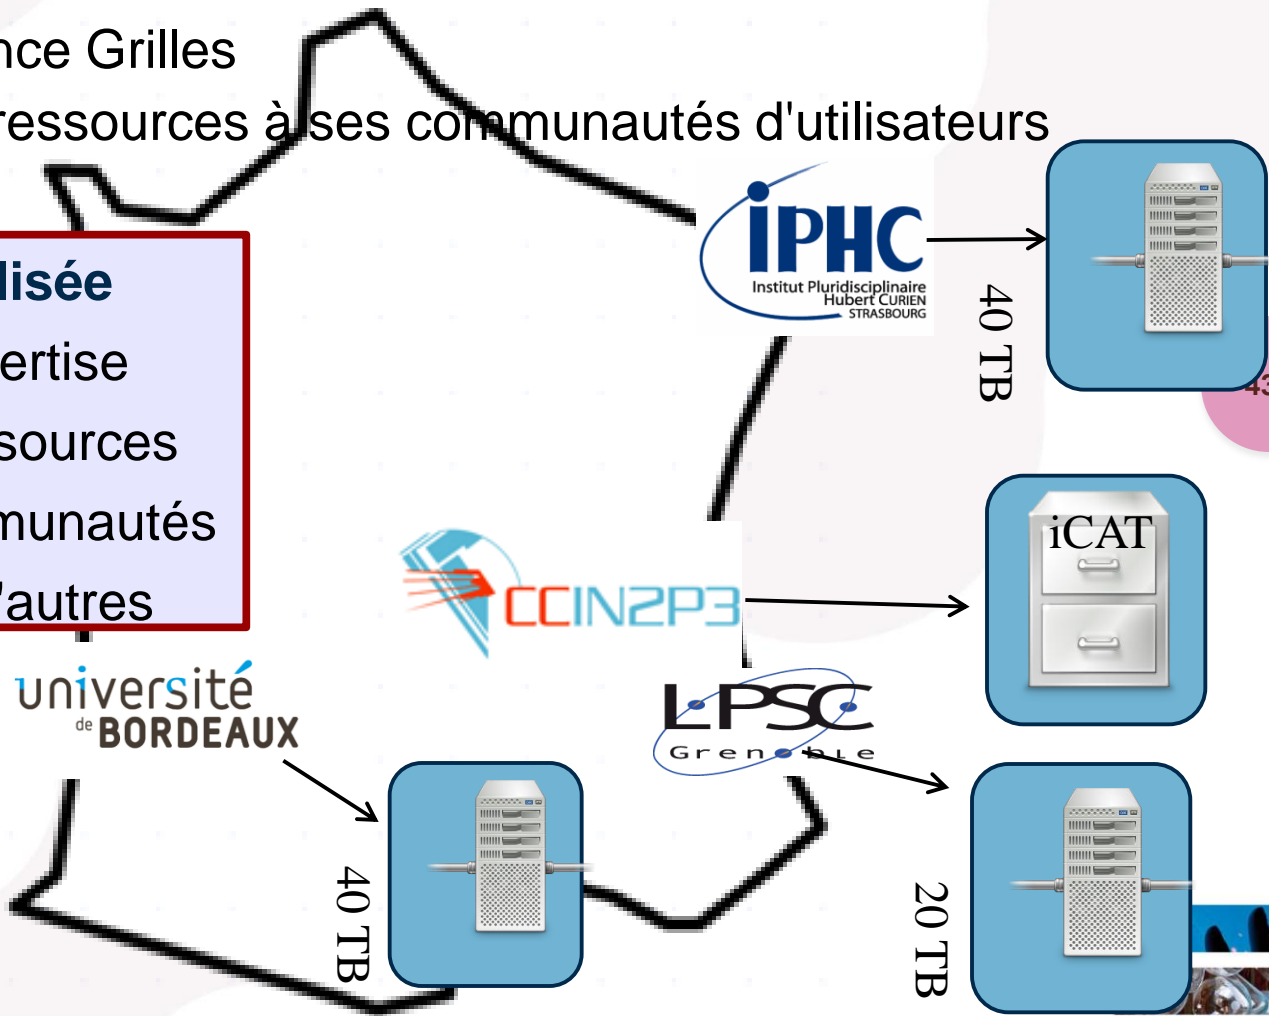 nce Grilles
ressources à ses communautés d'utilisateurs
iPHC
Institut Pluridisciplinaire
Hubert CURIEN
STRASBOURG
40 TB
43
lisée
ertise
sources
munautés
'autres
iCAT
CCIN2P3
université
de BORDEAUX
LPSC
Grenoble
40 TB
20 TB